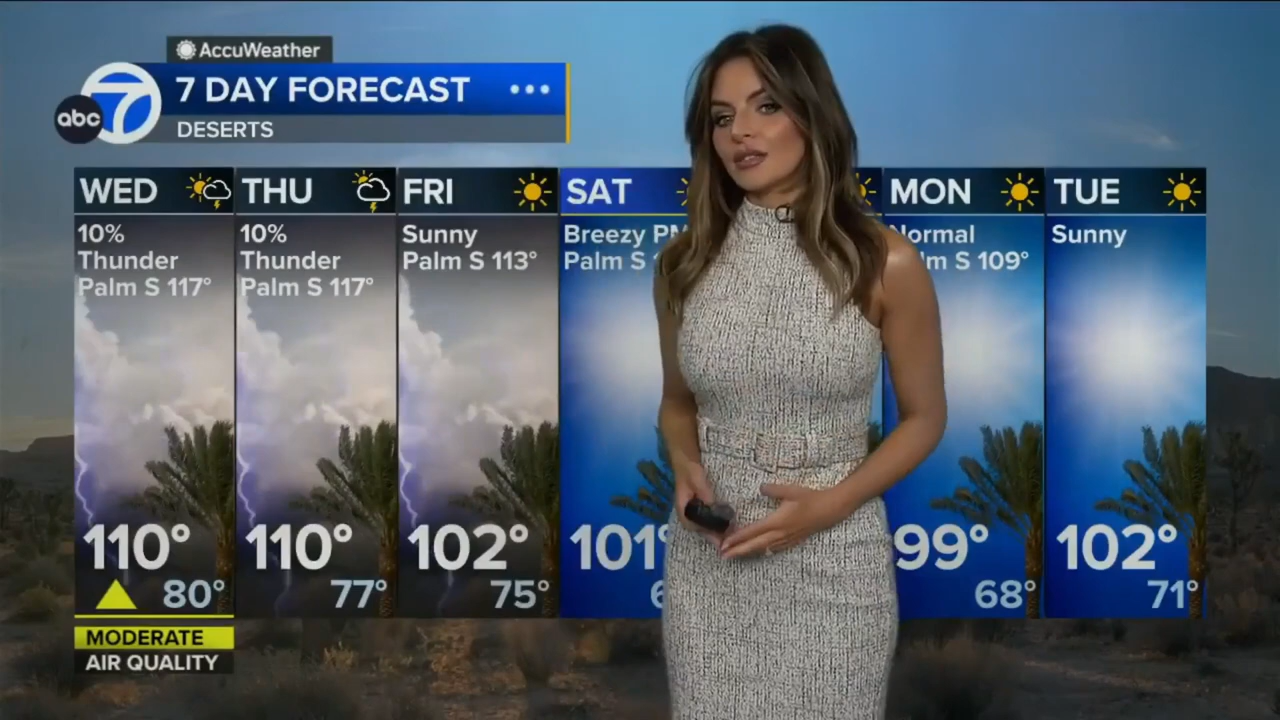 AccuWeather
abc 7
7 DAY FORECAST
DESERTS
WED
10%
Thunder
Palm S 117°
110°
80°
MODERATE
AIR QUALITY
THU
10%
Thunder
Palm S 117°
110°
77°
FRI
Sunny
Palm S 113°
102°
75°
SAT
Breezy
Palm S
101°
MON
Normal
S 109°
99°
68°
TUE
Sunny
102°
71°